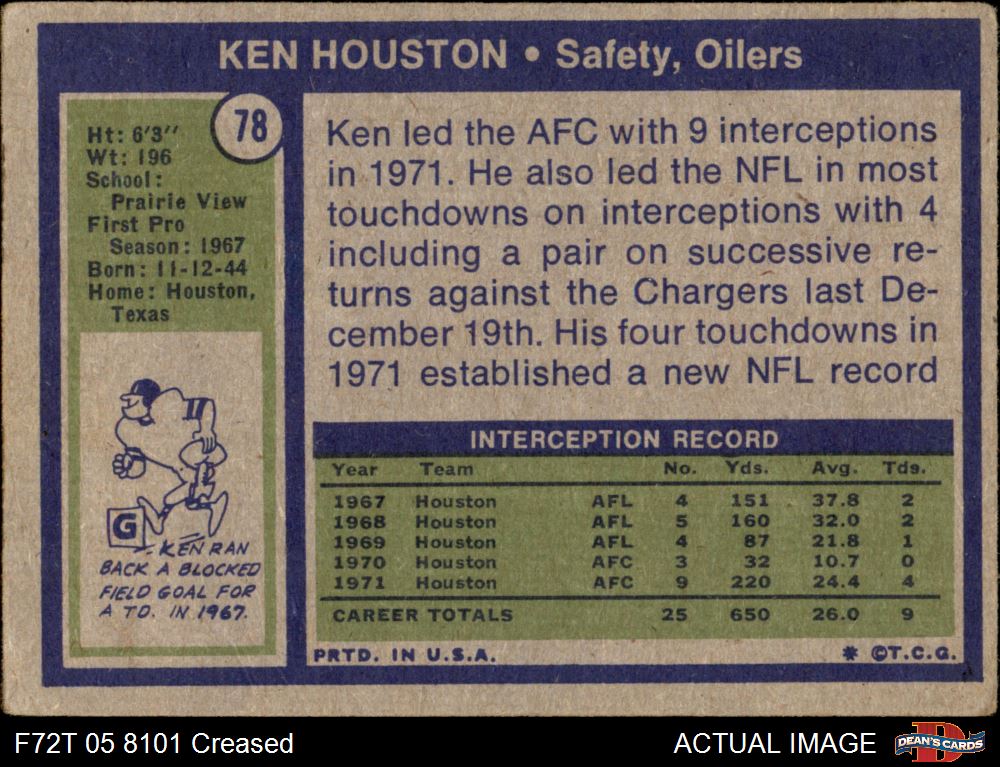 KEN HOUSTON • Safety, Oilers
78
Ht: 6'3''
Wt: 196
School:
Prairie View
First Pro
Season: 1967
Born: 11-12-44
Home: Houston,
Texas
Ken led the AFC with 9 interceptions
in 1971. He also led the NFL in most
touchdowns on interceptions with 4
including a pair on successive re-
turns against the Chargers last De-
cember 19th. His four touchdowns in
1971 established a new NFL record
G
KEN RAN
BACK A BLOCKED
FIELD GOAL FOR
A TD. IN 1967.
INTERCEPTION RECORD
Year Team No. Yds. Avg. Tds.
1967 Houston AFL 4 151 37.8 2
1968 Houston AFL 5 160 32.0 2
1969 Houston AFL 4 87 21.8 1
1970 Houston AFC 3 32 10.7 0
1971 Houston AFC 9 220 24.4 4
CAREER TOTALS 25 650 26.0 9
PRTD. IN U.S.A. * ©T.C.G.
F72T 05 8101 Creased
ACTUAL IMAGE
D
DEAN'S CARDS